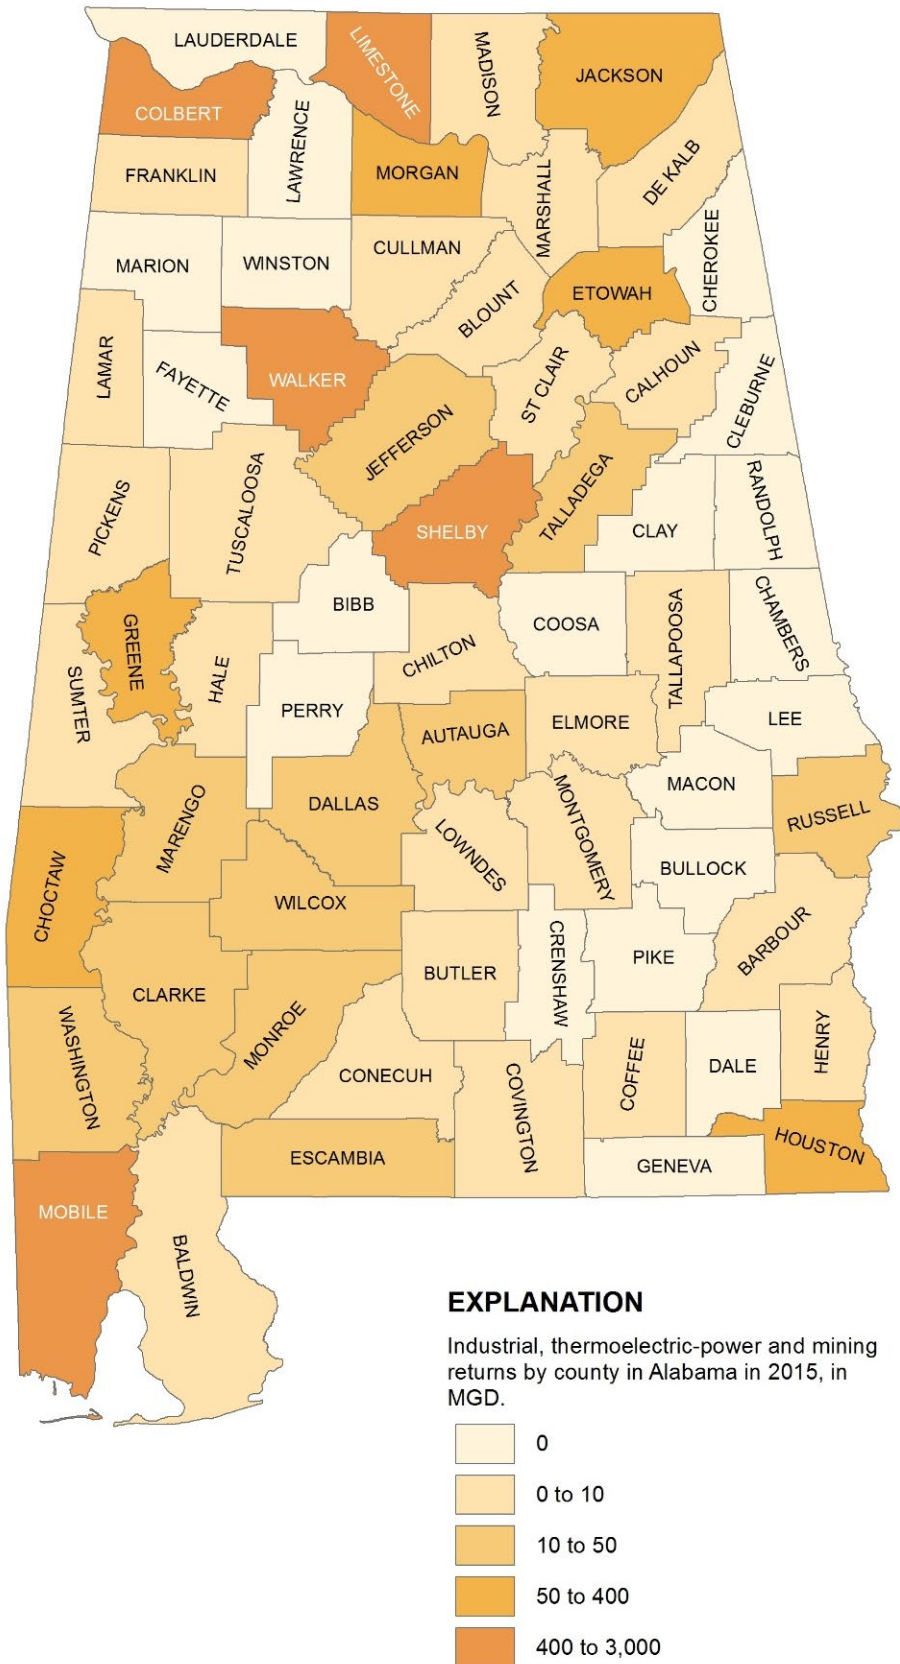 LAUDERDALE
LIMESTONE
MADISON
JACKSON
COLBERT
LAWRENCE
FRANKLIN
MORGAN
MARSHALL
DE KALB
MARION
WINSTON
CULLMAN
CHEROKEE
BLOUNT
ETOWAH
LAMAR
FAYETTE
WALKER
ST CLAIR
CALHOUN
CLEBURNE
JEFFERSON
PICKENS
TUSCALOOSA
SHELBY
TALLADEGA
CLAY
RANDOLPH
BIBB
GREENE
HALE
COOSA
CHAMBERS
CHILTON
TALLAPOOSA
SUMTER
PERRY
AUTAUGA
ELMORE
LEE
MARENGO
DALLAS
MACON
LOWNDES
MONTGOMERY
RUSSELL
CHOCTAW
WILCOX
BULLOCK
CLARKE
BUTLER
CRENSHAW
PIKE
BARBOUR
WASHINGTON
MONROE
CONECUH
COVINGTON
COFFEE
DALE
HENRY
ESCAMBIA
GENEVA
HOUSTON
MOBILE
BALDWIN
EXPLANATION
Industrial, thermoelectric-power and mining
returns by county in Alabama in 2015, in
MGD.
0
0 to 10
10 to 50
50 to 400
400 to 3,000